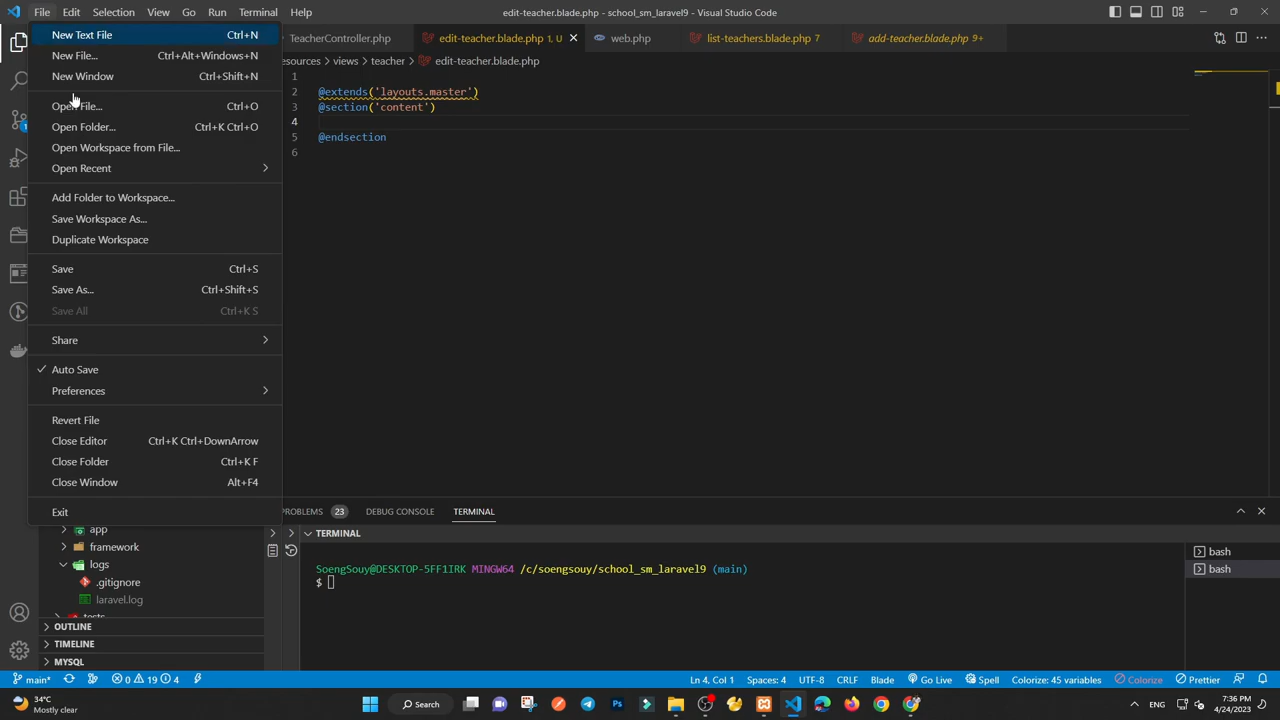 File Edit Selection View Go Run Terminal Help
edit-teacher.blade.php - school_sm_laravel9 - Visual Studio Code
TeacherController.php
edit-teacher.blade.php 1, U
web.php
list-teachers.blade.php 7
add-teacher.blade.php 9+
esources > views > teacher > edit-teacher.blade.php
New Text File Ctrl+N
New File... Ctrl+Alt+Windows+N
New Window Ctrl+Shift+N
Open File... Ctrl+O
Open Folder... Ctrl+K Ctrl+O
Open Workspace from File...
Open Recent
Add Folder to Workspace...
Save Workspace As...
Duplicate Workspace
Save Ctrl+S
Save As... Ctrl+Shift+S
Save All Ctrl+K S
Share
Auto Save
Preferences
Revert File
Close Editor Ctrl+K Ctrl+DownArrow
Close Folder Ctrl+K F
Close Window Alt+F4
Exit
1
2 @extends('layouts.master')
3 @section('content')
4
5 @endsection
6
app
framework
logs
.gitignore
laravel.log
tests
OUTLINE
TIMELINE
MYSQL
ROBLEMS 23 DEBUG CONSOLE TERMINAL
TERMINAL
SoengSouy@DESKTOP-5FF1IRK MINGW64 /c/soengsouy/school_sm_laravel9 (main)
$
bash
bash
main* 0 19 4
Ln 4, Col 1 Spaces: 4 UTF-8 CRLF Blade Go Live Spell Colorize: 45 variables Colorize Prettier
34°C
Mostly clear
Search
ENG
7:36 PM
4/24/2023